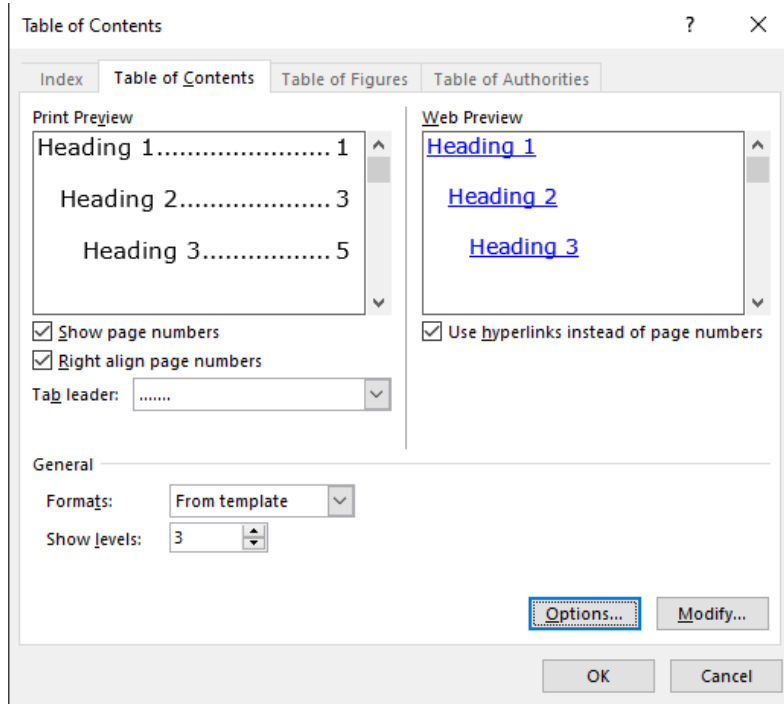 Table of Contents ? ×
Index Table of Contents Table of Figures Table of Authorities
Print Preview Web Preview
Heading 1....................... 1 Heading 1
Heading 2.................... 3 Heading 2
Heading 3................. 5 Heading 3
Show page numbers Use hyperlinks instead of page numbers
Right align page numbers
Tab leader: .......
General
Formats: From template
Show levels: 3
Options... Modify...
OK Cancel